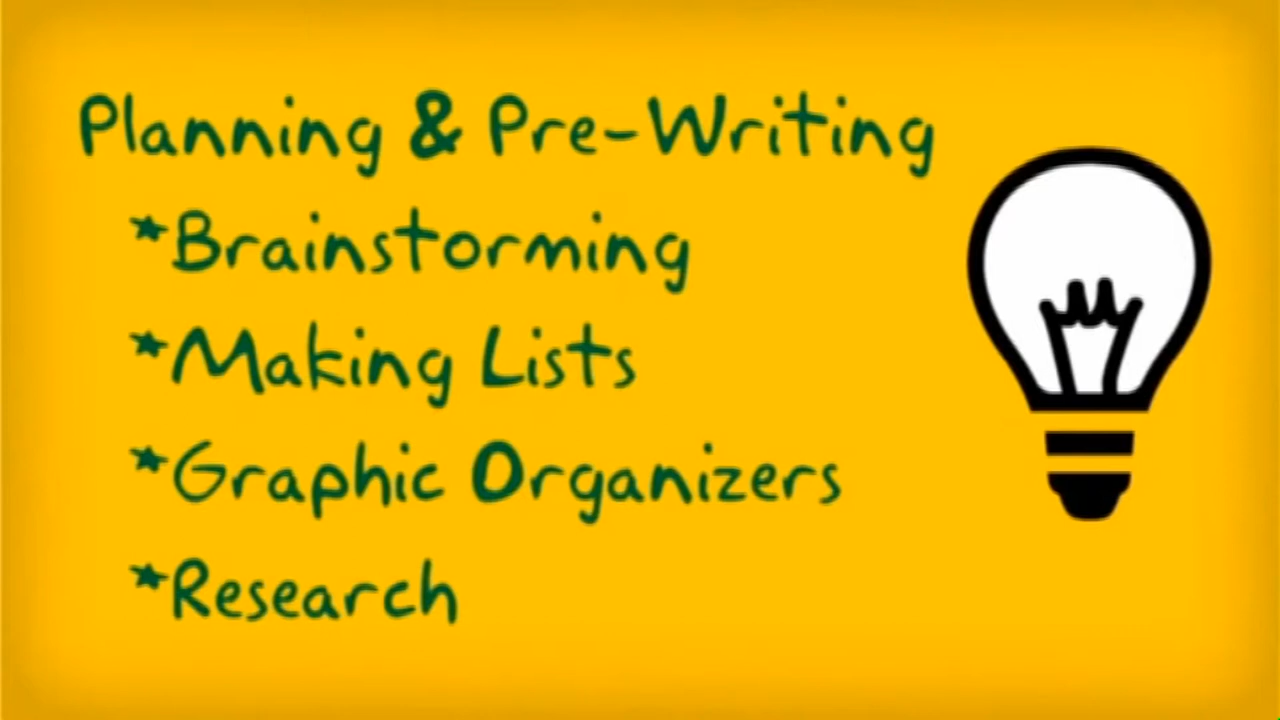 Planning & Pre-Writing
*Brainstorming
*Making Lists
*Graphic Organizers
*Research